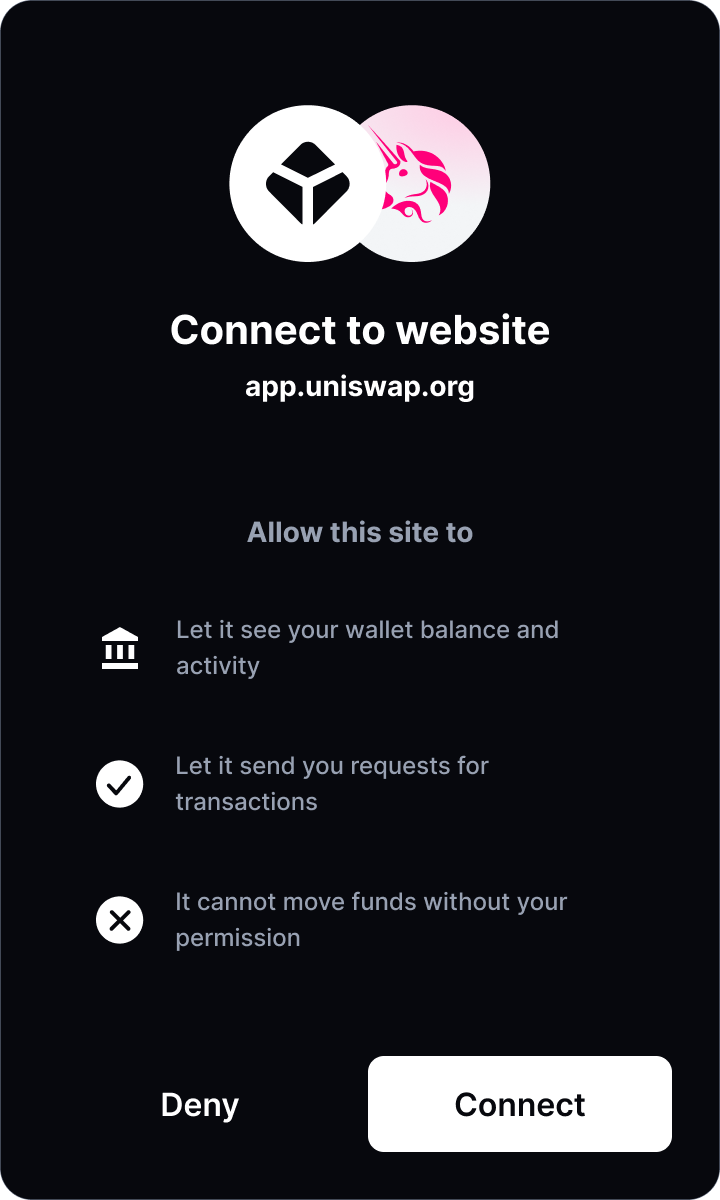 Connect to website
app.uniswap.org
Allow this site to
Let it see your wallet balance and
activity
Let it send you requests for
transactions
It cannot move funds without your
permission
Deny
Connect